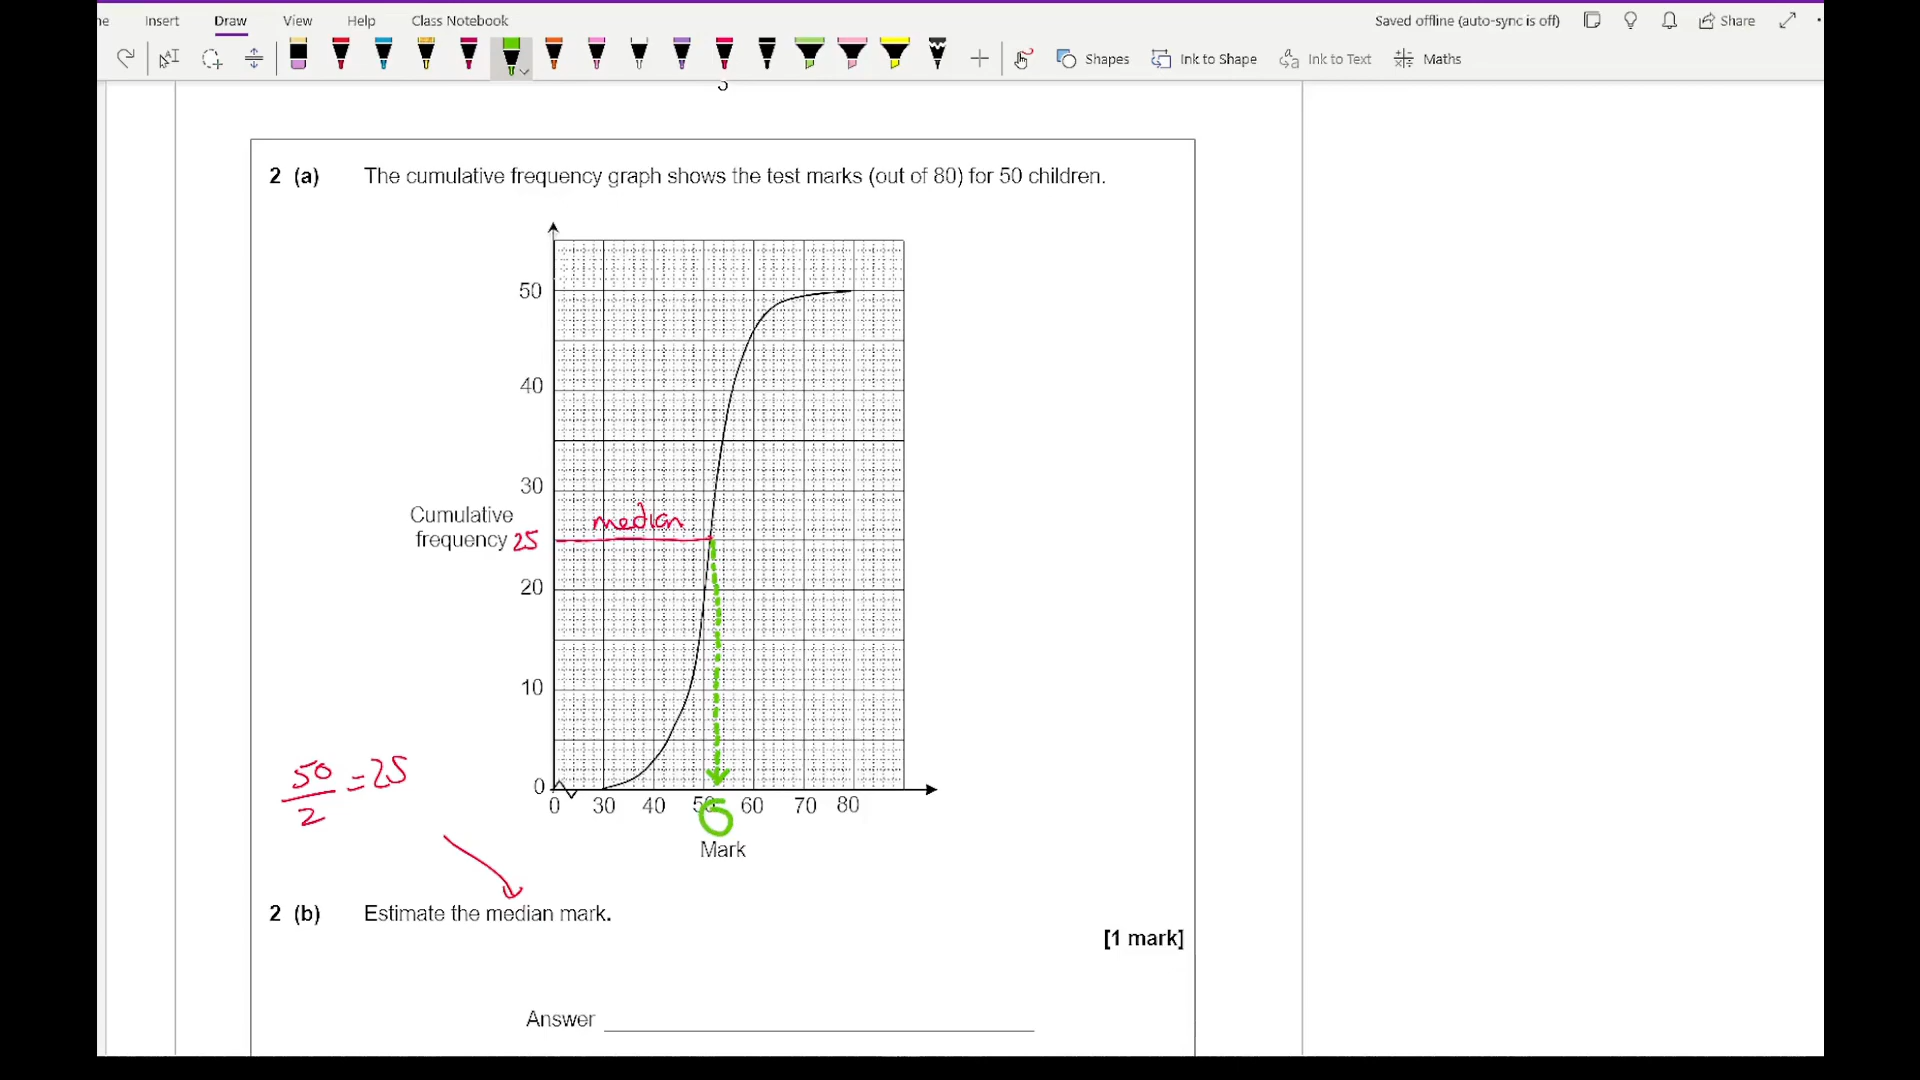 Insert Draw View Help Class Notebook Saved offline (auto-sync is off) Share
Shapes Ink to Shape Ink to Text Maths
2 (a) The cumulative frequency graph shows the test marks (out of 80) for 50 children.
50
40
30
Cumulative
frequency
25
median
20
10
0
0 30 40 50 60 70 80
Mark
50
2
=25
2 (b) Estimate the median mark.
[1 mark]
Answer